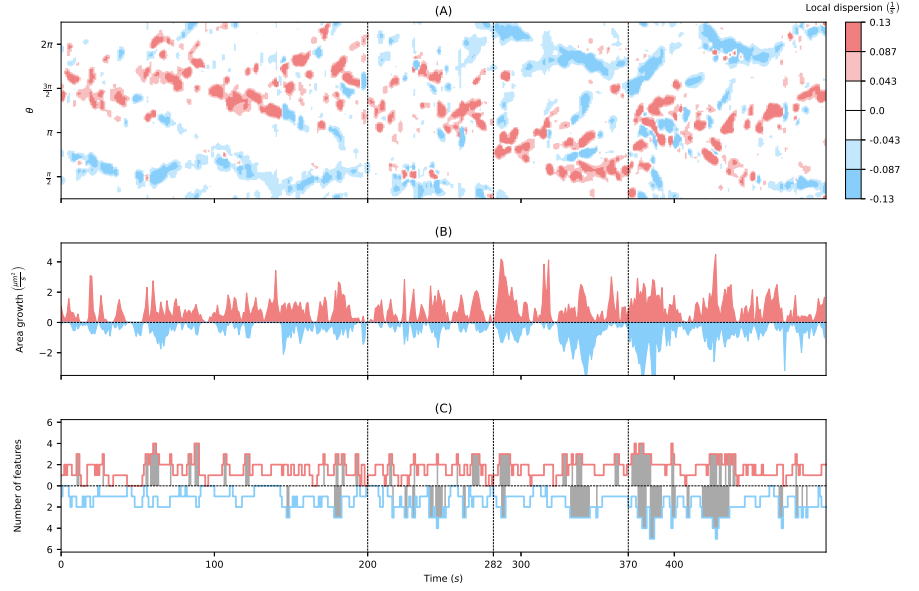 (A)
Local dispersion (1/s)
2π
3π/2
π
π/2
θ
0.13
0.087
0.043
0.0
-0.043
-0.087
-0.13
(B)
4
2
0
−2
Area growth (μm²/s)
(C)
6
4
2
0
2
4
6
Number of features
0 100 200 282 300 370 400
Time (s)